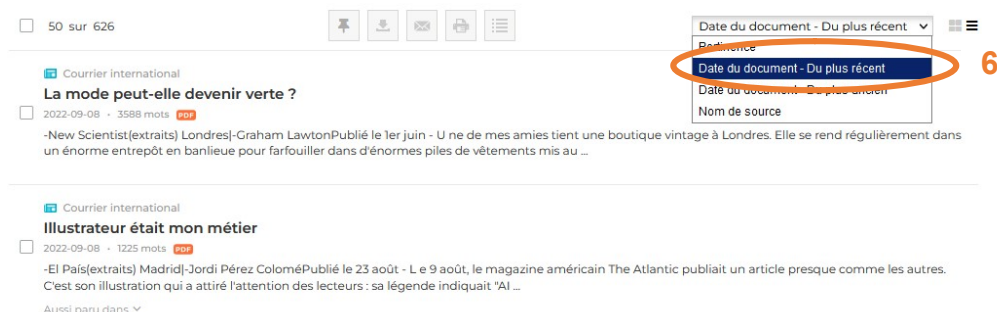 50 sur 626
Date du document - Du plus récent
Pertinence
Date du document - Du plus récent
6
Date du document - Du plus ancien
Nom de source
Courrier international
La mode peut-elle devenir verte ?
2022-09-08 • 3588 mots PDF
-New Scientist(extraits) Londres|-Graham LawtonPublié le 1er juin - U ne de mes amies tient une boutique vintage à Londres. Elle se rend régulièrement dans
un énorme entrepôt en banlieue pour farfouiller dans d'énormes piles de vêtements mis au ...
Courrier international
Illustrateur était mon métier
2022-09-08 • 1225 mots PDF
-El País(extraits) Madrid|-Jordi Pérez ColoméPublié le 23 août - L e 9 août, le magazine américain The Atlantic publiait un article presque comme les autres.
C'est son illustration qui a attiré l'attention des lecteurs : sa légende indiquait "AI ...
Aussi paru dans